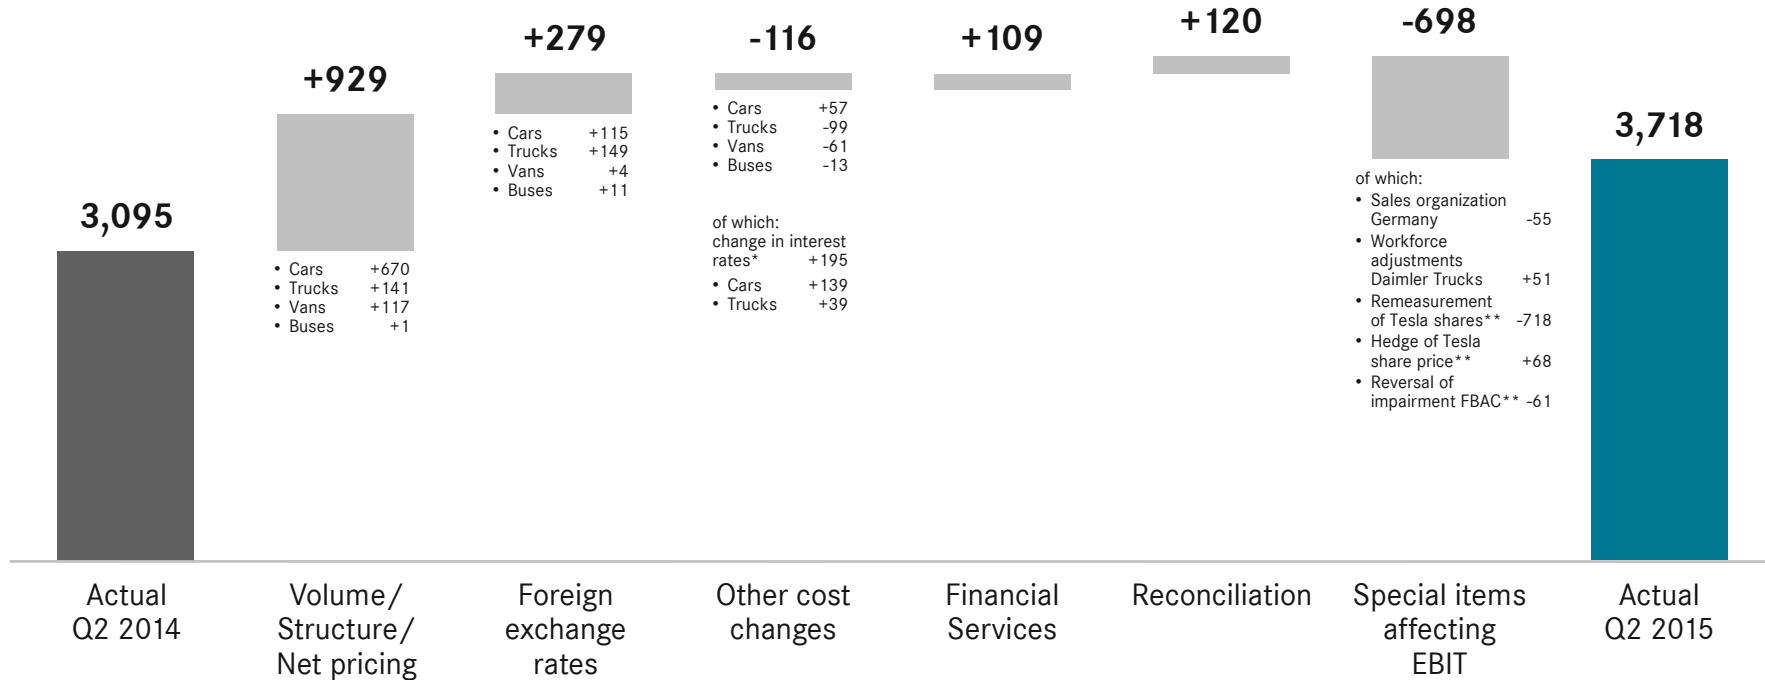 3,095
Actual
Q2 2014
+929
• Cars +670
• Trucks +141
• Vans +117
• Buses +1
Volume/
Structure/
Net pricing
+279
• Cars +115
• Trucks +149
• Vans +4
• Buses +11
Foreign
exchange
rates
-116
• Cars +57
• Trucks -99
• Vans -61
• Buses -13
of which:
change in interest
rates* +195
• Cars +139
• Trucks +39
Other cost
changes
+109
Financial
Services
+120
Reconciliation
-698
of which:
• Sales organization
Germany -55
• Workforce
adjustments
Daimler Trucks +51
• Remeasurement
of Tesla shares** -718
• Hedge of Tesla
share price** +68
• Reversal of
impairment FBAC** -61
Special items
affecting
EBIT
3,718
Actual
Q2 2015